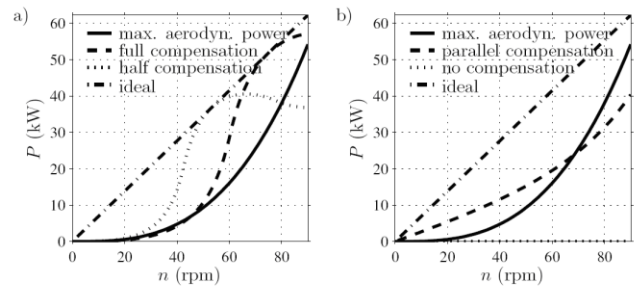 a)
max. aerodyn. power
full compensation
half compensation
ideal
P (kW)
60
50
40
30
20
10
0
0 20 40 60 80
n (rpm)
b)
max. aerodyn. power
parallel compensation
no compensation
ideal
P (kW)
60
50
40
30
20
10
0
0 20 40 60 80
n (rpm)